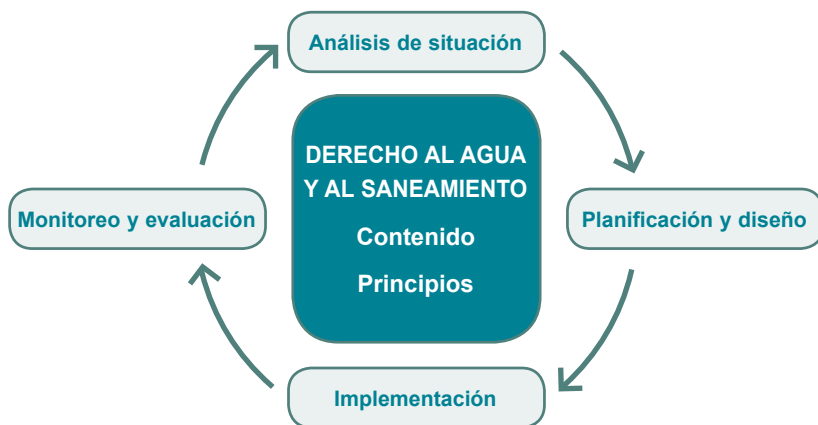 Análisis de situación
DERECHO AL AGUA
Y AL SANEAMIENTO
Contenido
Principios
Monitoreo y evaluación
Planificación y diseño
Implementación